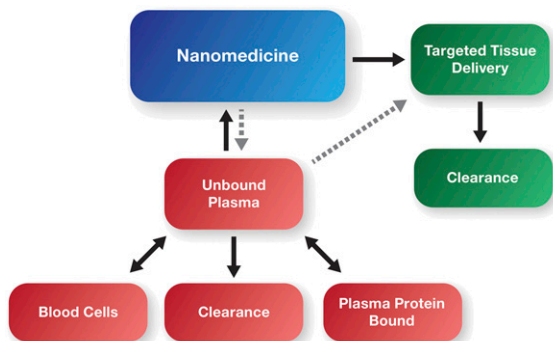 Nanomedicine
Targeted Tissue
Delivery
Clearance
Unbound
Plasma
Blood Cells
Clearance
Plasma Protein
Bound